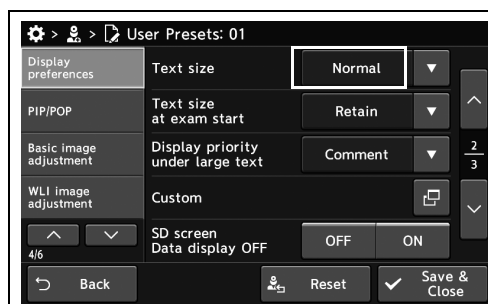 > > User Presets: 01
Display
preferences
Text size
Normal
PIP/POP
Text size
at exam start
Retain
Basic image
adjustment
Display priority
under large text
Comment
2
3
WLI image
adjustment
Custom
4/6
SD screen
Data display OFF
OFF
ON
Back
Reset
Save &
Close